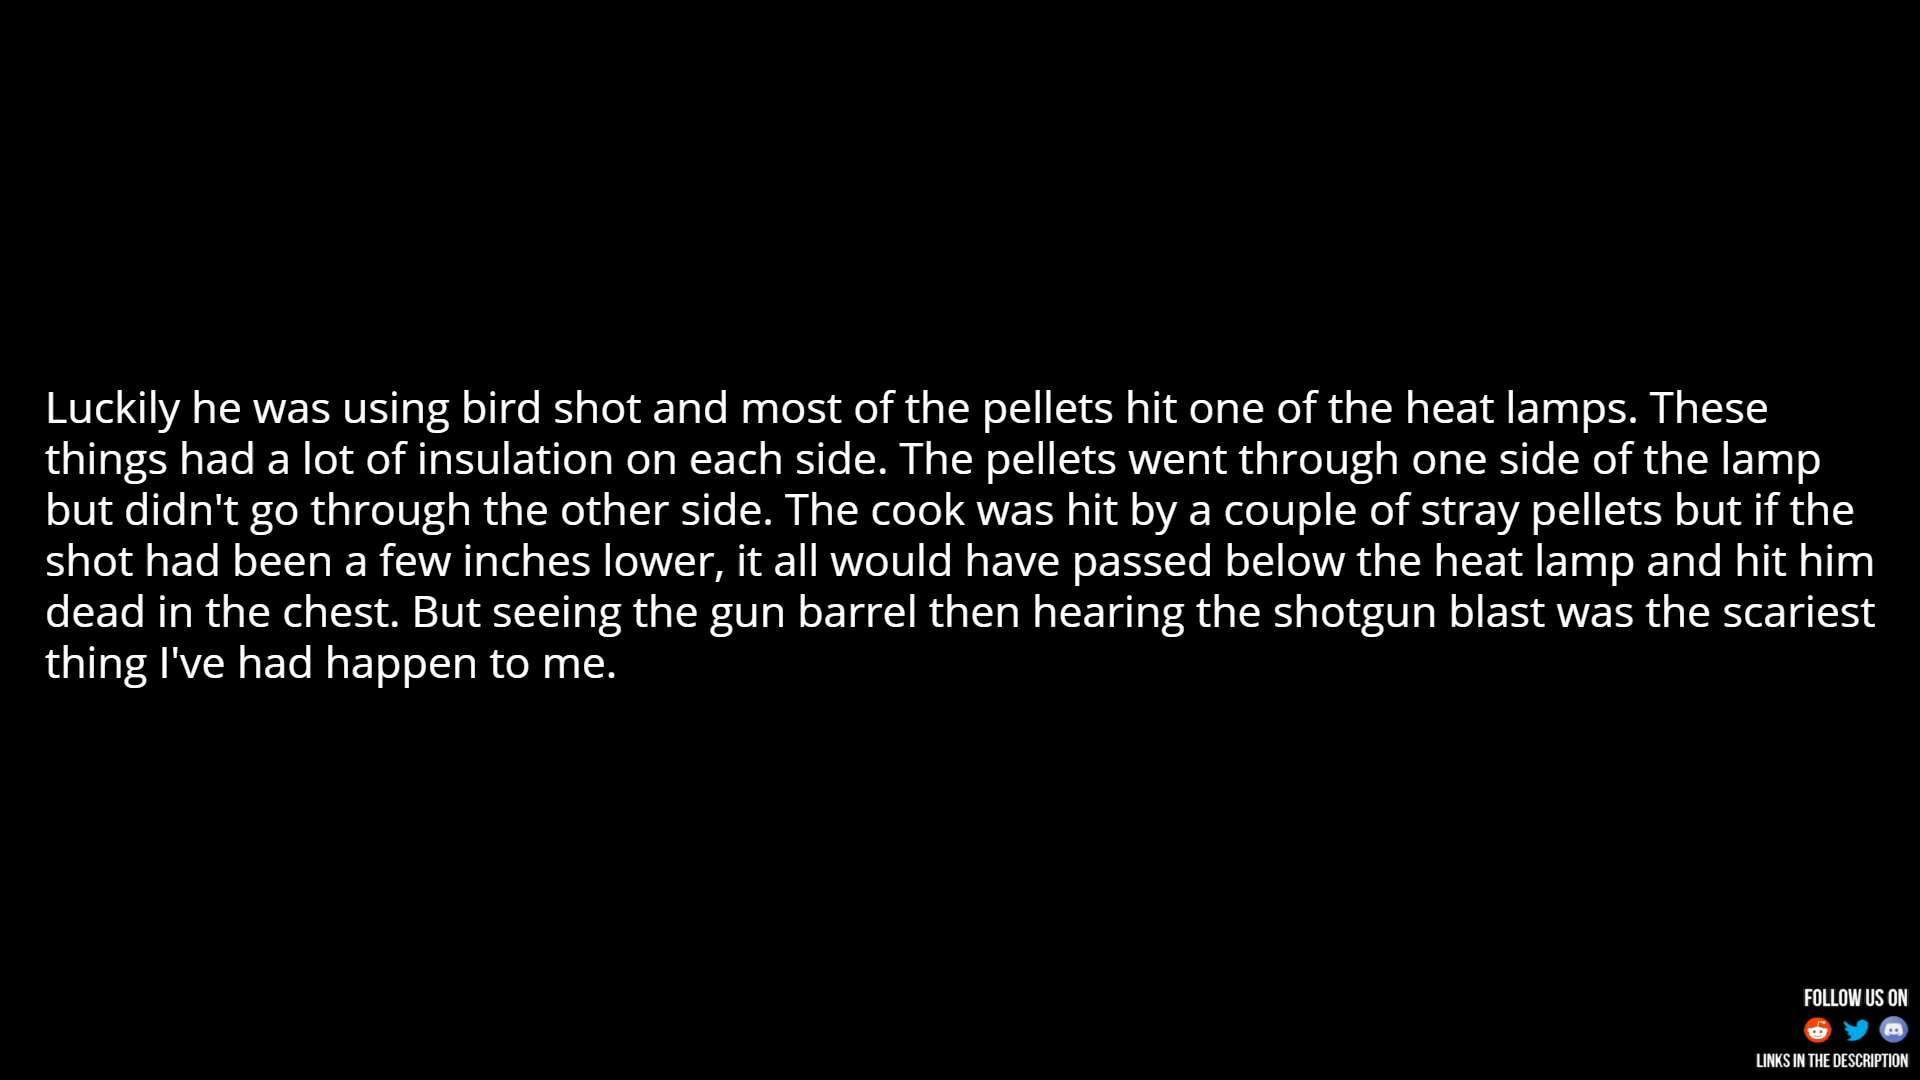 Luckily he was using bird shot and most of the pellets hit one of the heat lamps. These
things had a lot of insulation on each side. The pellets went through one side of the lamp
but didn't go through the other side. The cook was hit by a couple of stray pellets but if the
shot had been a few inches lower, it all would have passed below the heat lamp and hit him
dead in the chest. But seeing the gun barrel then hearing the shotgun blast was the scariest
thing I've had happen to me.
FOLLOW US ON
LINKS IN THE DESCRIPTION